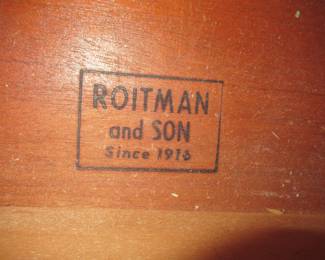 ROITMAN
and SON
Since 1916